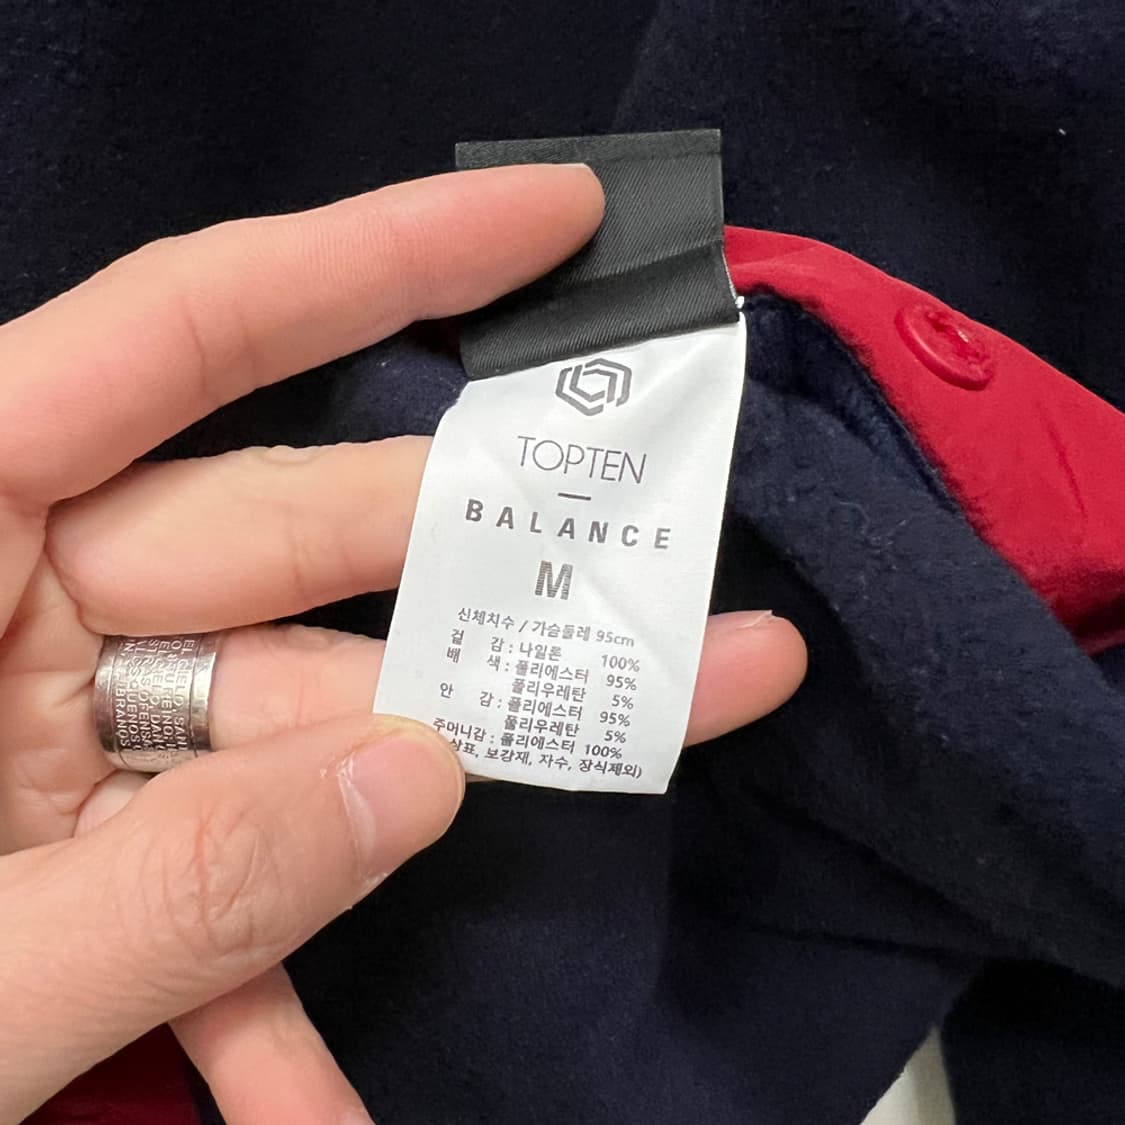 TOPTEN
BALANCE
M
신체치수 / 가슴둘레 95cm
겉 감 : 나일론 100%
배 색 : 폴리에스터 95%
폴리우레탄 5%
안 감 : 폴리에스터 95%
폴리우레탄 5%
주머니감 : 폴리에스터 100%
상표, 보강재, 자수, 장식제외)
EL CIELO